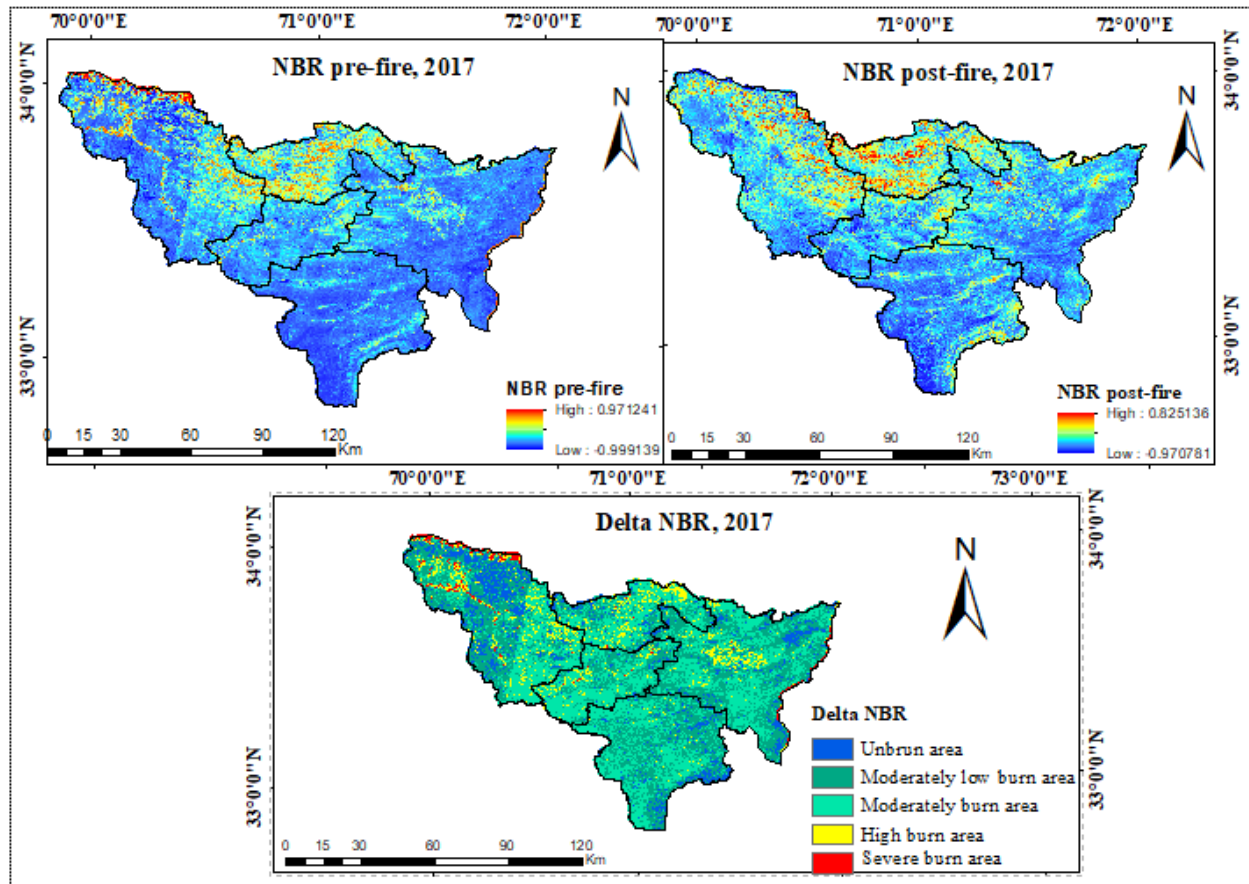 70°0'0"E 71°0'0"E 72°0'0"E
NBR pre-fire, 2017
N
34°0'0"N
33°0'0"N
NBR pre-fire
High : 0.971241
Low : -0.999139
0 15 30 60 90 120
Km
70°0'0"E 71°0'0"E 72°0'0"E
NBR post-fire, 2017
N
34°0'0"N
33°0'0"N
NBR post-fire
High : 0.825136
Low : -0.970781
0 15 30 60 90 120
Km
70°0'0"E 71°0'0"E 72°0'0"E 73°0'0"E
Delta NBR, 2017
N
34°0'0"N
34°0'0"N
33°0'0"N
33°0'0"N
Delta NBR
Unbrun area
Moderately low burn area
Moderately burn area
High burn area
Severe burn area
0 15 30 60 90 120
Km